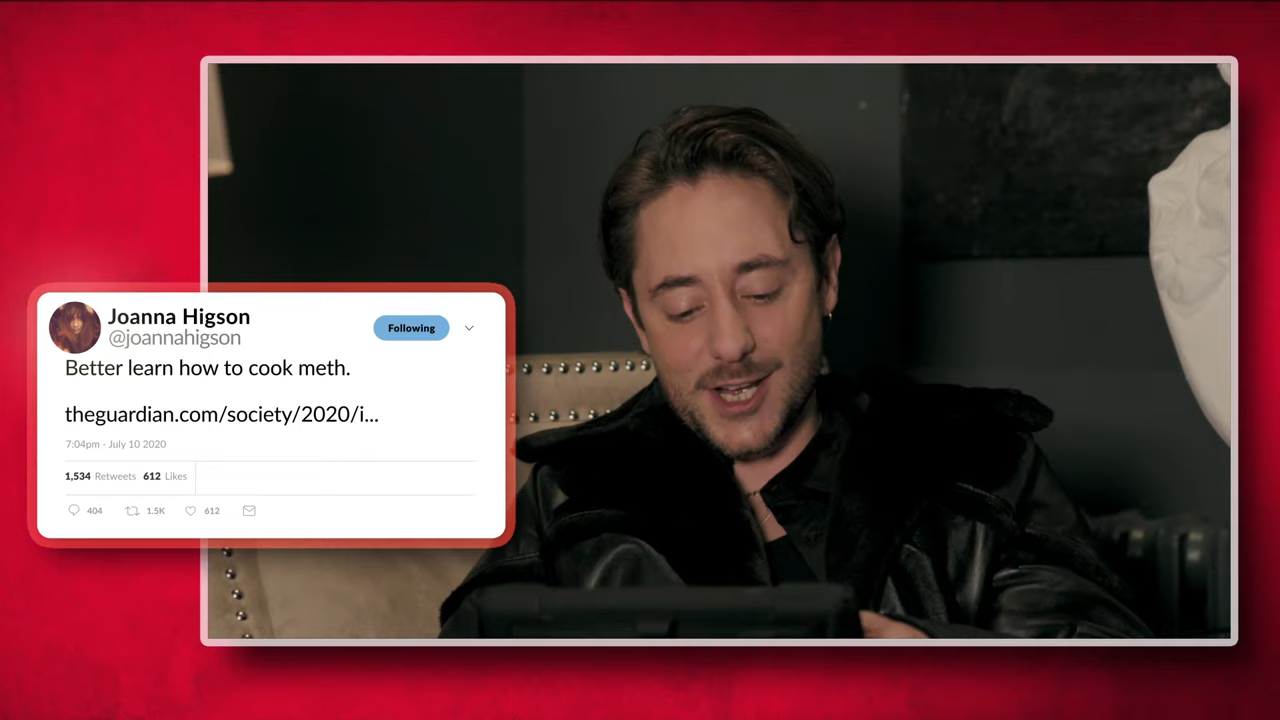 Joanna Higson
@joannahigson
Following
Better learn how to cook meth.
theguardian.com/society/2020/i...
7:04pm - July 10 2020
1,534 Retweets 612 Likes
404 1.5K 612